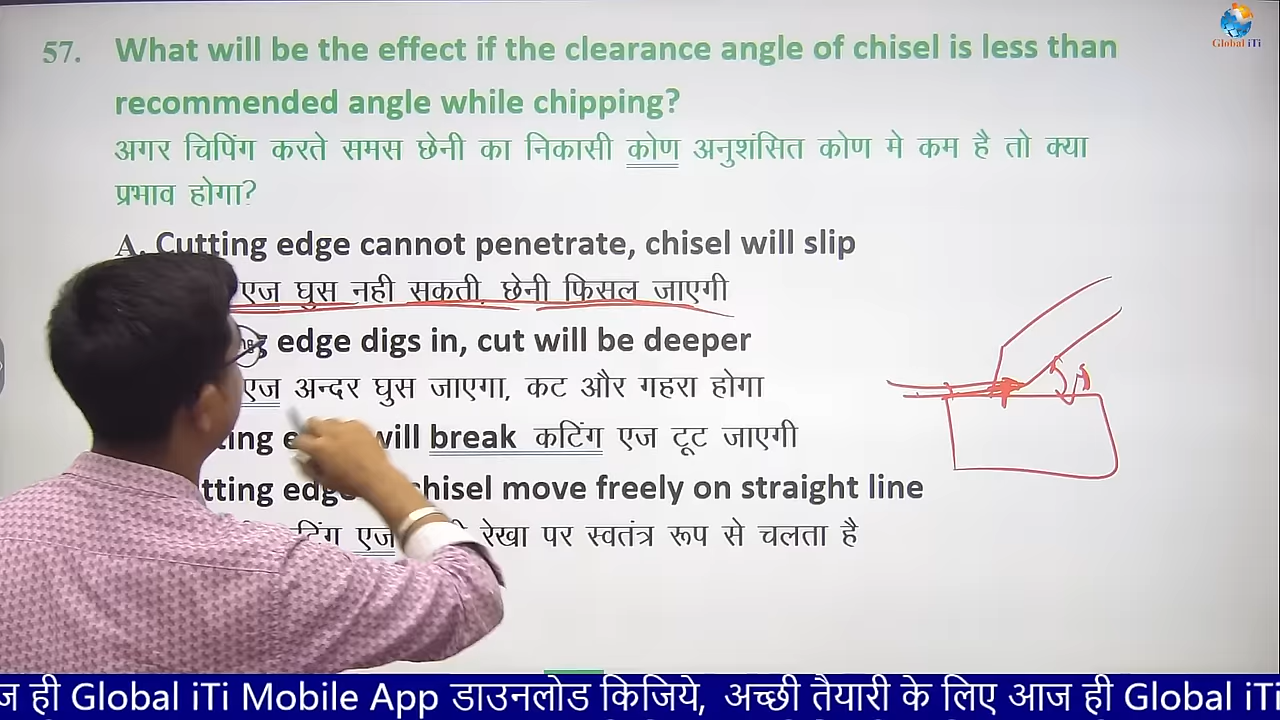 Global iTi
57. What will be the effect if the clearance angle of chisel is less than
recommended angle while chipping?
अगर चिपिंग करते समस छेनी का निकासी कोण अनुशंसित कोण मे कम है तो क्या
प्रभाव होगा?
A. Cutting edge cannot penetrate, chisel will slip
एज घुस नही सकती, छेनी फिसल जाएगी
edge digs in, cut will be deeper
एज अन्दर घुस जाएगा, कट और गहरा होगा
will break कटिंग एज टूट जाएगी
chisel move freely on straight line
एज रेखा पर स्वतंत्र रूप से चलता है
ही Global iTi Mobile App डाउनलोड किजिये, अच्छी तैयारी के लिए आज ही Global iTi